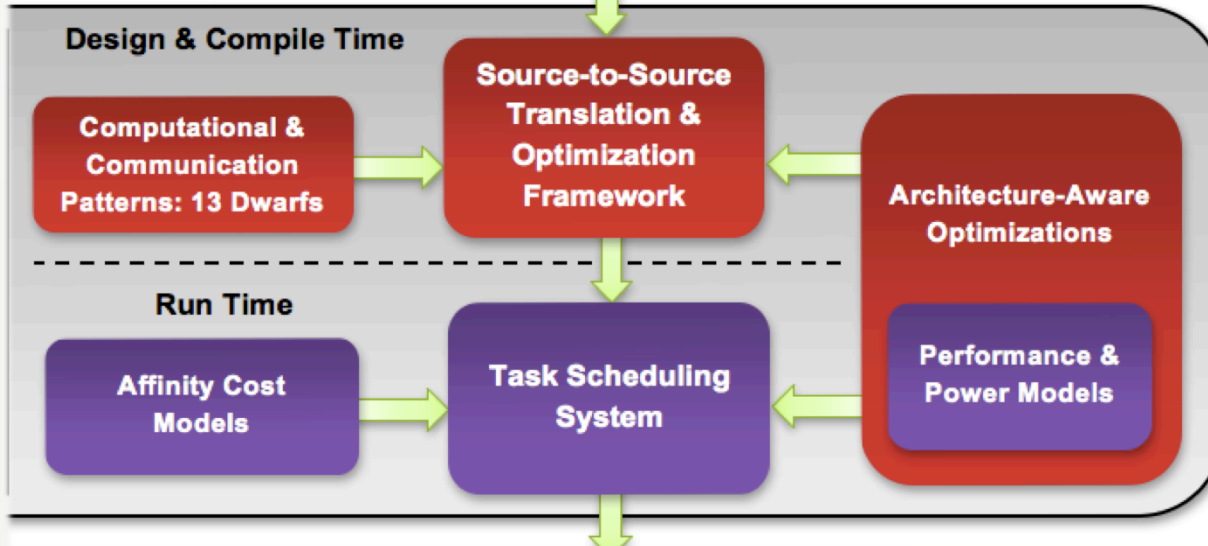 Design & Compile Time
Source-to-Source
Translation &
Optimization
Framework
Computational &
Communication
Patterns: 13 Dwarfs
Architecture-Aware
Optimizations
Run Time
Affinity Cost
Models
Task Scheduling
System
Performance &
Power Models